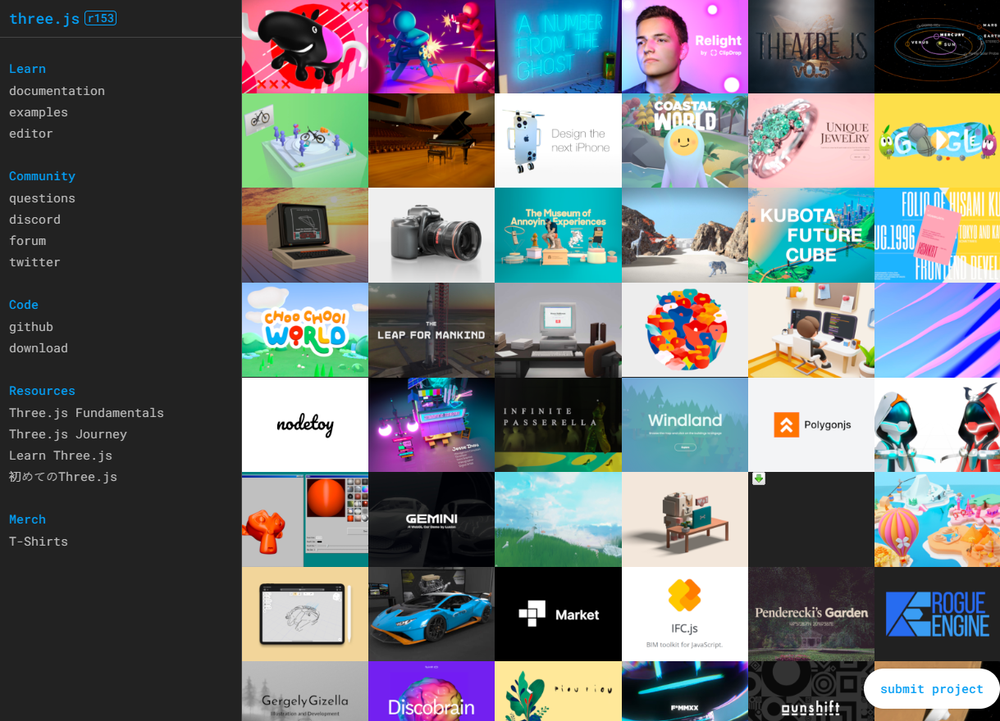 three.js r153
Learn
documentation
examples
editor
Community
questions
discord
forum
twitter
Code
github
download
Resources
Three.js Fundamentals
Three.js Journey
Learn Three.js
初めてのThree.js
Merch
T-Shirts
A NUMBER
FROM THE
GHOST
Relight
by ClipDrop
THEATRE.JS
v0.5
MERCURY
VENUS
SUN
MARS
EARTH
Design the
next iPhone
COASTAL
WORLD
UNIQUE
JEWELRY
GOOGLE
The Museum of
Annoying Experiences
KUBOTA
FUTURE
CUBE
FOLIO OF HISAMI KU
UG.1996
TOKYO AND KA
FRONTEND DEVEL
CHOO CHOO
WORLD
THE
LEAP FOR MANKIND
nodetoy
Jesse Zhou
INFINITE
PASSERELLA
Windland
Polygonjs
GEMINI
Market
IFC.js
BIM toolkit for JavaScript.
Penderecki's Garden
ROGUE
ENGINE
Gergely Gizella
Illustration and Development
Discobrain
Piou Piou
F*MMXX
gunshift
submit project